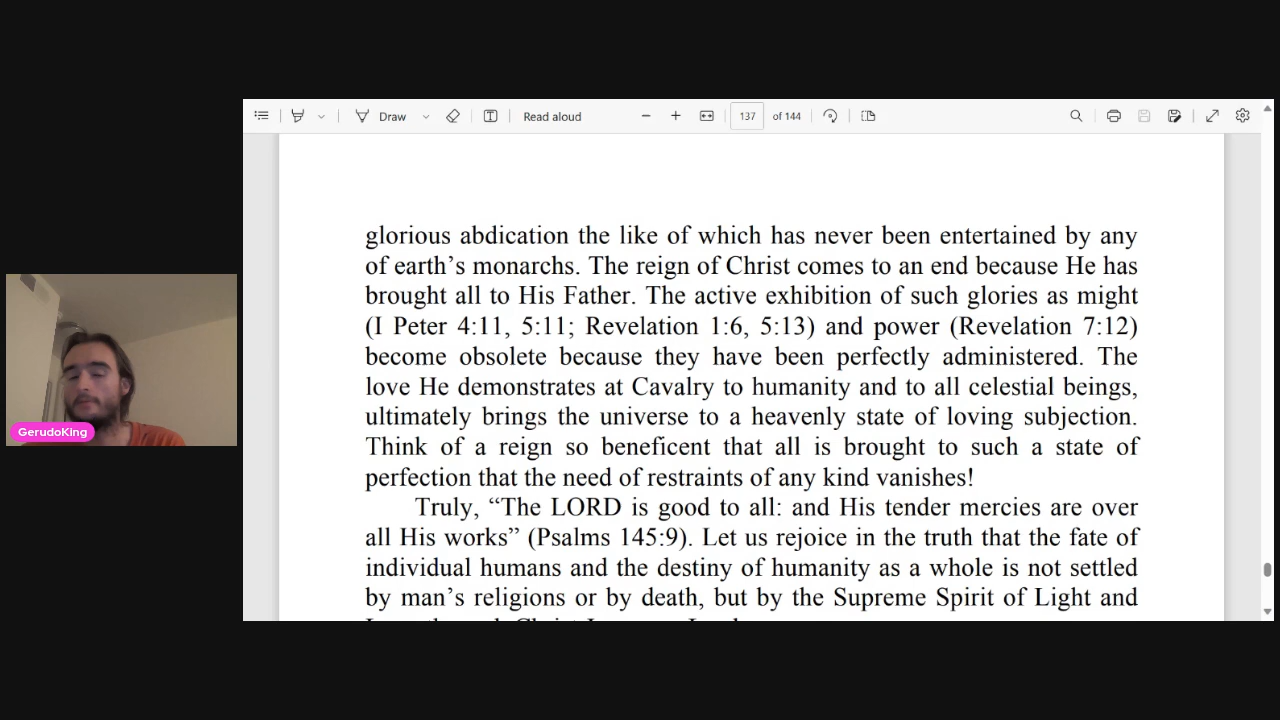 Draw
Read aloud
137 of 144
glorious abdication the like of which has never been entertained by any
of earth’s monarchs. The reign of Christ comes to an end because He has
brought all to His Father. The active exhibition of such glories as might
(I Peter 4:11, 5:11; Revelation 1:6, 5:13) and power (Revelation 7:12)
become obsolete because they have been perfectly administered. The
love He demonstrates at Cavalry to humanity and to all celestial beings,
ultimately brings the universe to a heavenly state of loving subjection.
Think of a reign so beneficent that all is brought to such a state of
perfection that the need of restraints of any kind vanishes!
Truly, “The LORD is good to all: and His tender mercies are over
all His works” (Psalms 145:9). Let us rejoice in the truth that the fate of
individual humans and the destiny of humanity as a whole is not settled
by man’s religions or by death, but by the Supreme Spirit of Light and
GerudoKing